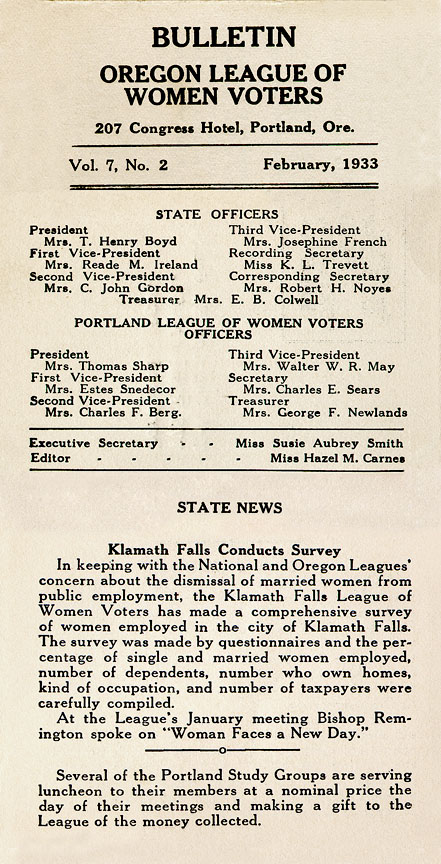 BULLETIN
OREGON LEAGUE OF
WOMEN VOTERS
207 Congress Hotel, Portland, Ore.
Vol. 7, No. 2 February, 1933
STATE OFFICERS
President
Mrs. T. Henry Boyd
First Vice-President
Mrs. Reade M. Ireland
Second Vice-President
Mrs. C. John Gordon
Third Vice-President
Mrs. Josephine French
Recording Secretary
Miss K. L. Trevett
Corresponding Secretary
Mrs. Robert H. Noyes
Treasurer Mrs. E. B. Colwell
PORTLAND LEAGUE OF WOMEN VOTERS
OFFICERS
President
Mrs. Thomas Sharp
First Vice-President
Mrs. Estes Snedecor
Second Vice-President
Mrs. Charles F. Berg.
Third Vice-President
Mrs. Walter W. R. May
Secretary
Mrs. Charles E. Sears
Treasurer
Mrs. George F. Newlands
Executive Secretary - - Miss Susie Aubrey Smith
Editor - - - - - Miss Hazel M. Carnes
STATE NEWS
Klamath Falls Conducts Survey
In keeping with the National and Oregon Leagues'
concern about the dismissal of married women from
public employment, the Klamath Falls League of
Women Voters has made a comprehensive survey
of women employed in the city of Klamath Falls.
The survey was made by questionnaires and the per-
centage of single and married women employed,
number of dependents, number who own homes,
kind of occupation, and number of taxpayers were
carefully compiled.
At the League's January meeting Bishop Rem-
ington spoke on "Woman Faces a New Day."
Several of the Portland Study Groups are serving
luncheon to their members at a nominal price the
day of their meetings and making a gift to the
League of the money collected.